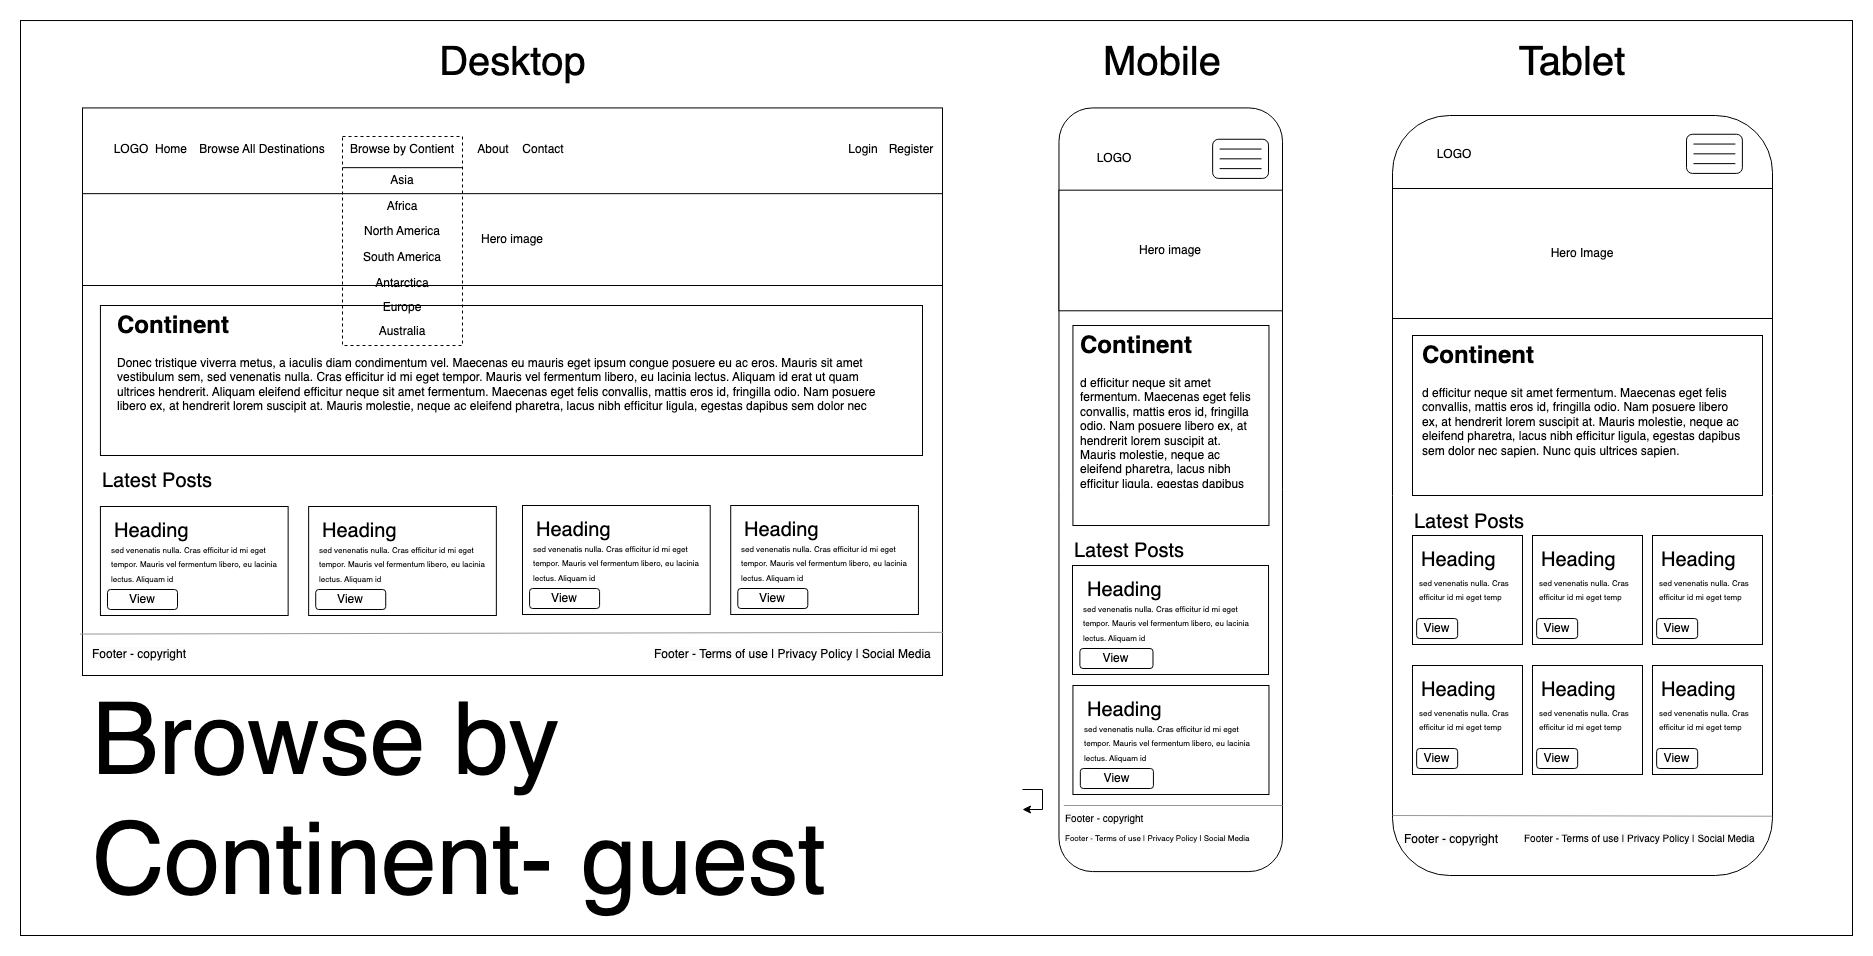 Desktop
LOGO Home Browse All Destinations Browse by Contient About Contact Login Register
Asia
Africa
North America
South America
Antarctica
Europe
Australia
Hero image
Continent
Donec tristique viverra metus, a iaculis diam condimentum vel. Maecenas eu mauris eget ipsum congue posuere eu ac eros. Mauris sit amet
vestibulum sem, sed venenatis nulla. Cras efficitur id mi eget tempor. Mauris vel fermentum libero, eu lacinia lectus. Aliquam id erat ut quam
ultrices hendrerit. Aliquam eleifend efficitur neque sit amet fermentum. Maecenas eget felis convallis, mattis eros id, fringilla odio. Nam posuere
libero ex, at hendrerit lorem suscipit at. Mauris molestie, neque ac eleifend pharetra, lacus nibh efficitur ligula, egestas dapibus sem dolor nec
Latest Posts
Heading
sed venenatis nulla. Cras efficitur id mi eget
tempor. Mauris vel fermentum libero, eu lacinia
lectus. Aliquam id
View
Heading
sed venenatis nulla. Cras efficitur id mi eget
tempor. Mauris vel fermentum libero, eu lacinia
lectus. Aliquam id
View
Heading
sed venenatis nulla. Cras efficitur id mi eget
tempor. Mauris vel fermentum libero, eu lacinia
lectus. Aliquam id
View
Heading
sed venenatis nulla. Cras efficitur id mi eget
tempor. Mauris vel fermentum libero, eu lacinia
lectus. Aliquam id
View
Footer - copyright
Footer - Terms of use | Privacy Policy | Social Media
Browse by
Continent- guest
Mobile
LOGO
Hero image
Continent
d efficitur neque sit amet
fermentum. Maecenas eget felis
convallis, mattis eros id, fringilla
odio. Nam posuere libero ex, at
hendrerit lorem suscipit at.
Mauris molestie, neque ac
eleifend pharetra, lacus nibh
efficitur ligula, egestas dapibus
Latest Posts
Heading
sed venenatis nulla. Cras efficitur id mi eget
tempor. Mauris vel fermentum libero, eu lacinia
lectus. Aliquam id
View
Heading
sed venenatis nulla. Cras efficitur id mi eget
tempor. Mauris vel fermentum libero, eu lacinia
lectus. Aliquam id
View
Footer - copyright
Footer - Terms of use | Privacy Policy | Social Media
Tablet
LOGO
Hero Image
Continent
d efficitur neque sit amet fermentum. Maecenas eget felis
convallis, mattis eros id, fringilla odio. Nam posuere libero
ex, at hendrerit lorem suscipit at. Mauris molestie, neque ac
eleifend pharetra, lacus nibh efficitur ligula, egestas dapibus
sem dolor nec sapien. Nunc quis ultrices sapien.
Latest Posts
Heading
sed venenatis nulla. Cras
efficitur id mi eget temp
View
Heading
sed venenatis nulla. Cras
efficitur id mi eget temp
View
Heading
sed venenatis nulla. Cras
efficitur id mi eget temp
View
Heading
sed venenatis nulla. Cras
efficitur id mi eget temp
View
Heading
sed venenatis nulla. Cras
efficitur id mi eget temp
View
Heading
sed venenatis nulla. Cras
efficitur id mi eget temp
View
Footer - copyright
Footer - Terms of use | Privacy Policy | Social Media